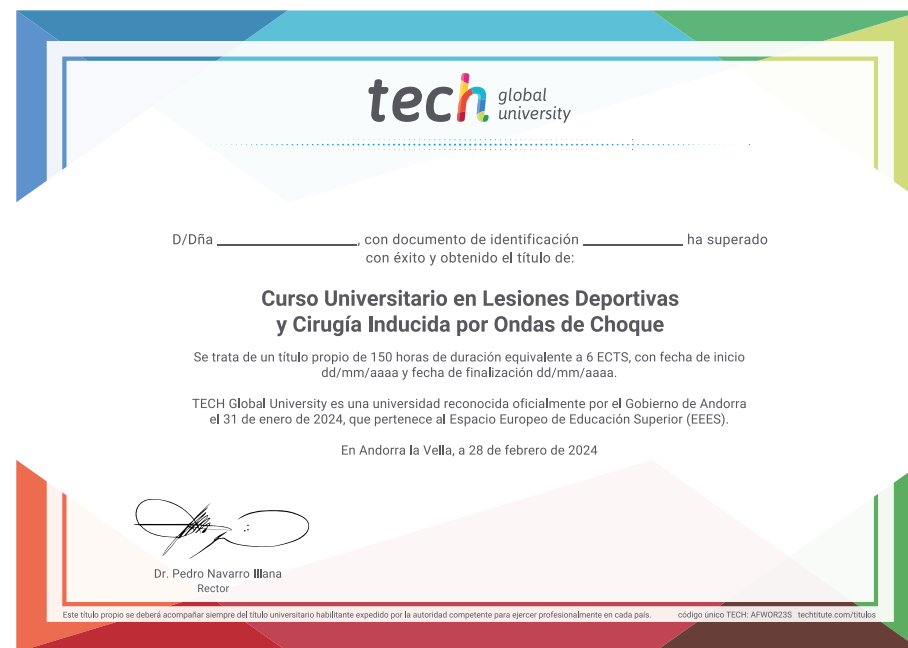 tech global university
D/Dña ____________________, con documento de identificación ______________ ha superado
con éxito y obtenido el título de:
Curso Universitario en Lesiones Deportivas
y Cirugía Inducida por Ondas de Choque
Se trata de un título propio de 150 horas de duración equivalente a 6 ECTS, con fecha de inicio
dd/mm/aaaa y fecha de finalización dd/mm/aaaa.
TECH Global University es una universidad reconocida oficialmente por el Gobierno de Andorra
el 31 de enero de 2024, que pertenece al Espacio Europeo de Educación Superior (EEES).
En Andorra la Vella, a 28 de febrero de 2024
Dr. Pedro Navarro Illana
Rector
Este título propio se deberá acompañar siempre del título universitario habilitante expedido por la autoridad competente para ejercer profesionalmente en cada país. código único TECH: AFWOR23S techtitute.com/titulos